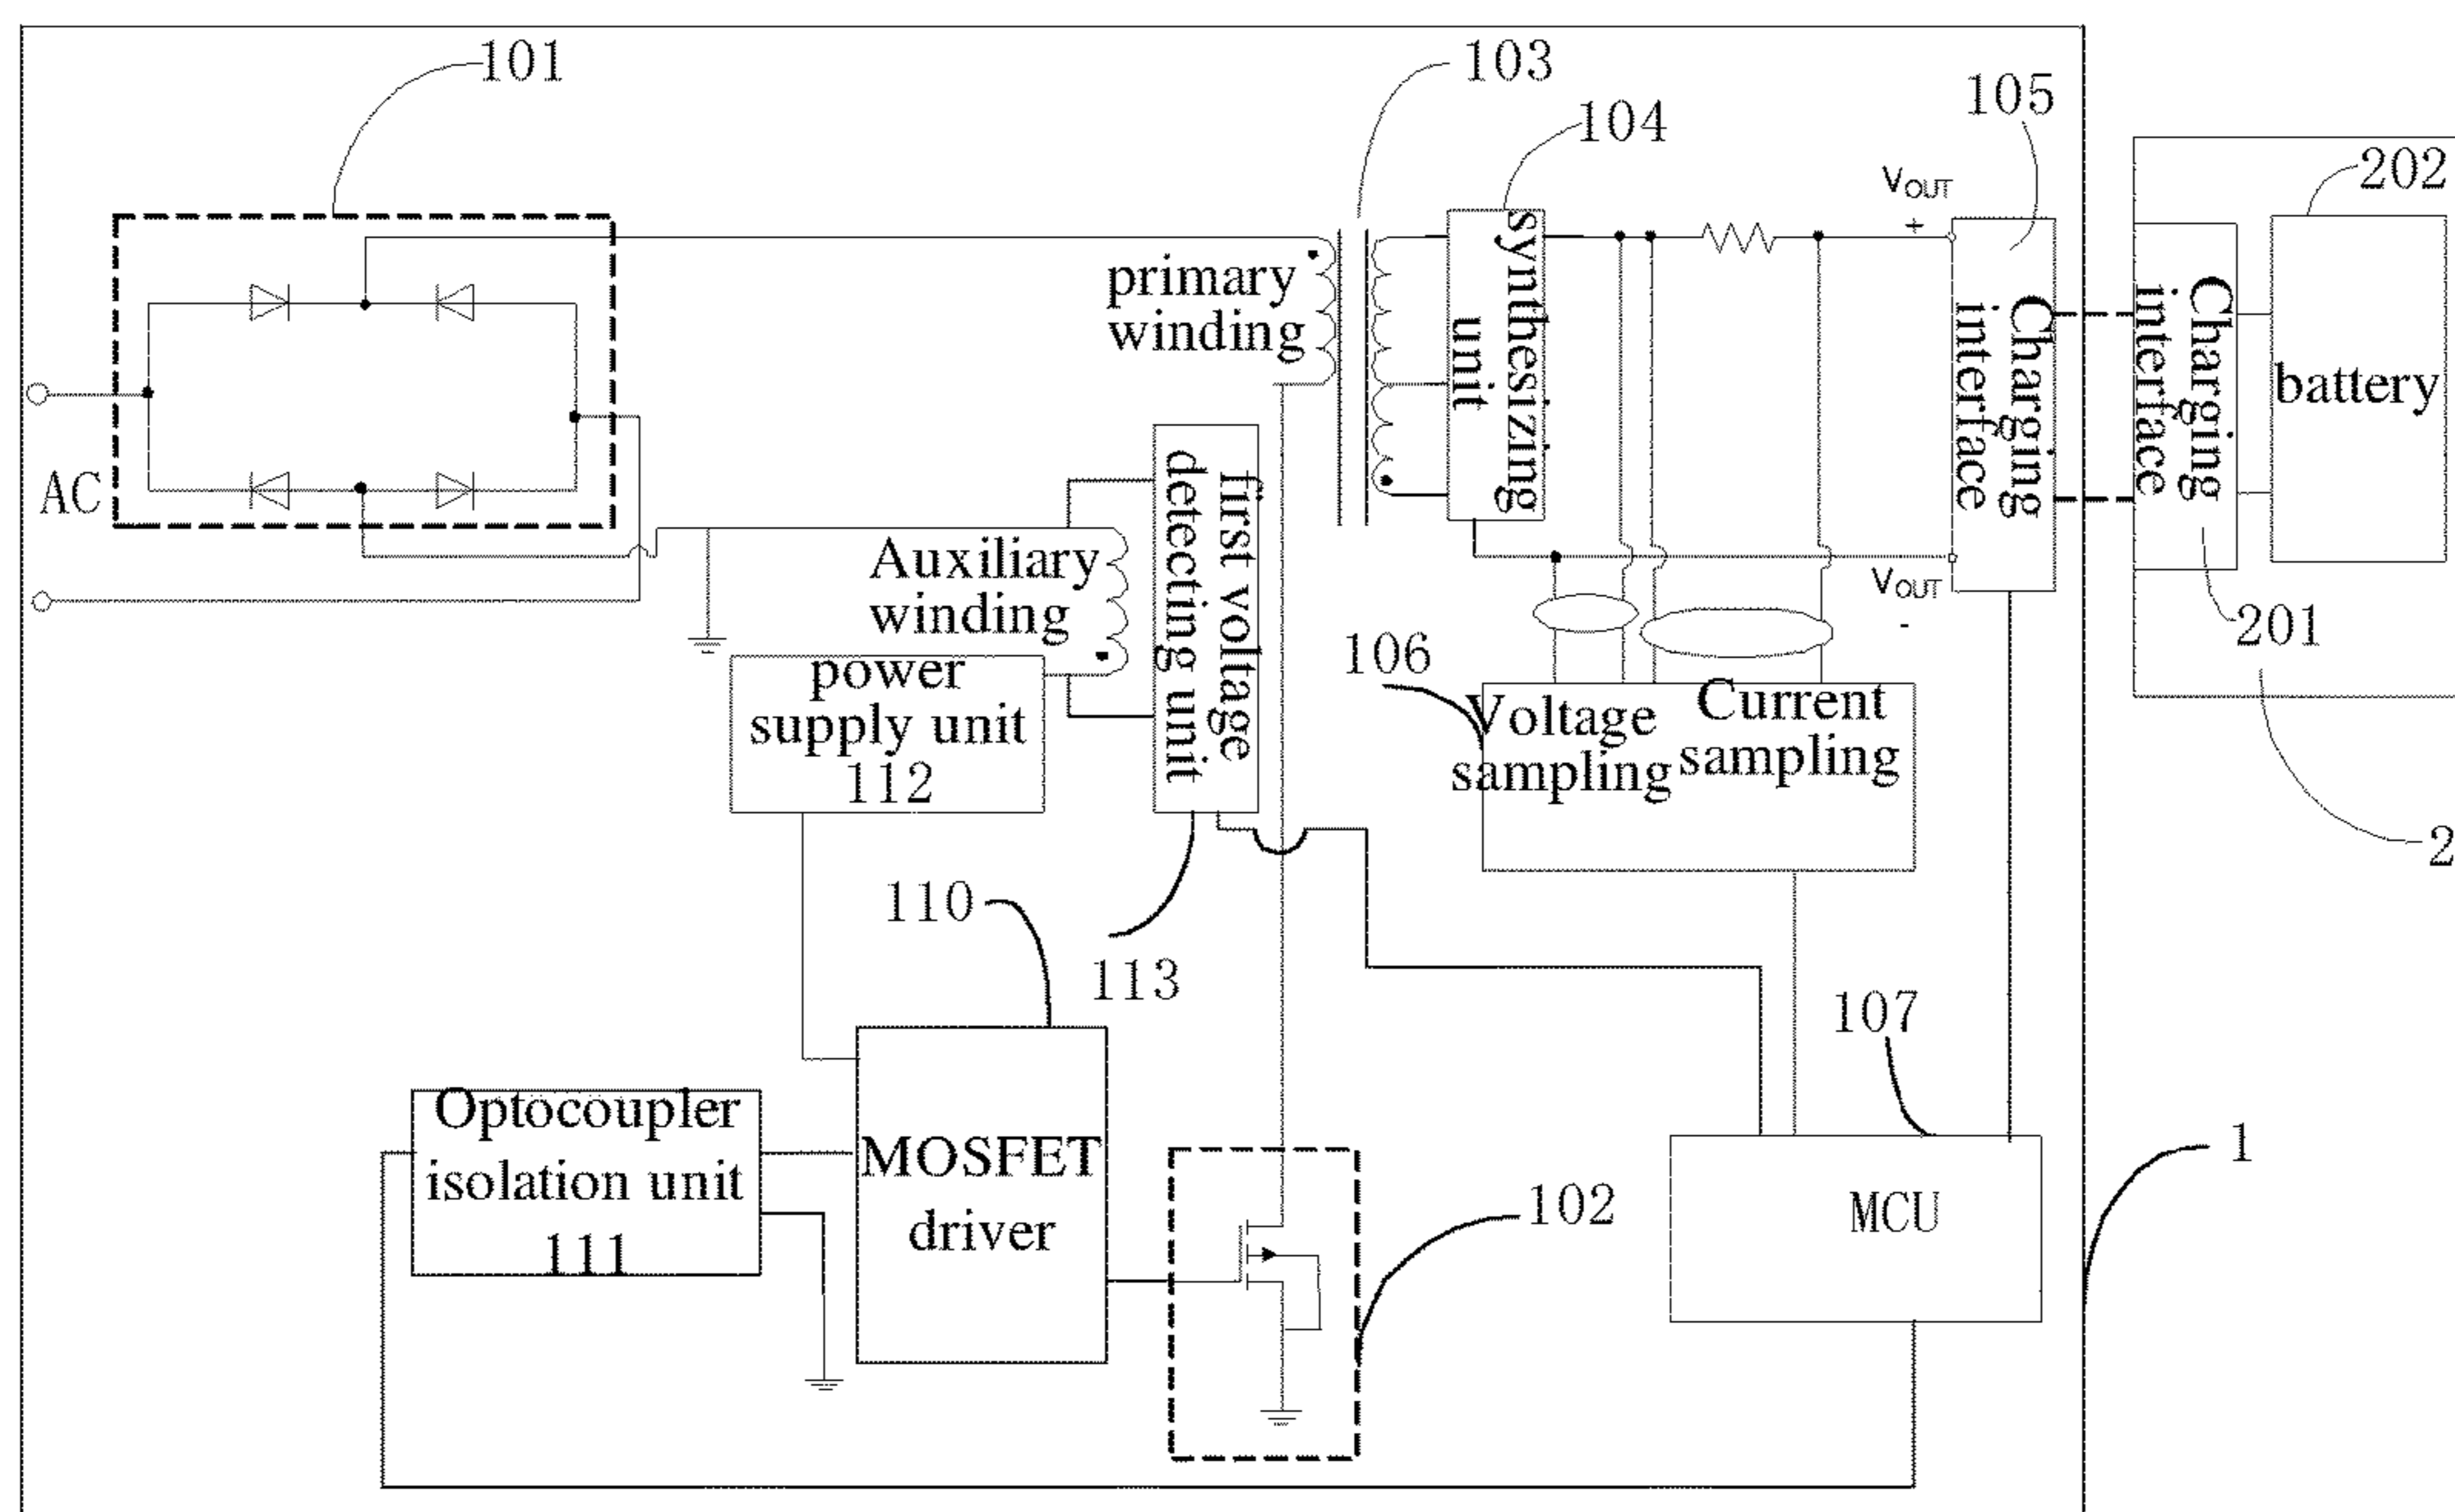 101
103
104
105
202
VOUT
+
primary
winding
synthesizing
unit
Charging
interface
Charging
interface
battery
AC
first voltage
detecting unit
Auxiliary
winding
VOUT
-
201
power
supply unit
112
106
Voltage
sampling
Current
sampling
2
110
113
107
Optocoupler
isolation unit
111
MOSFET
driver
102
MCU
1